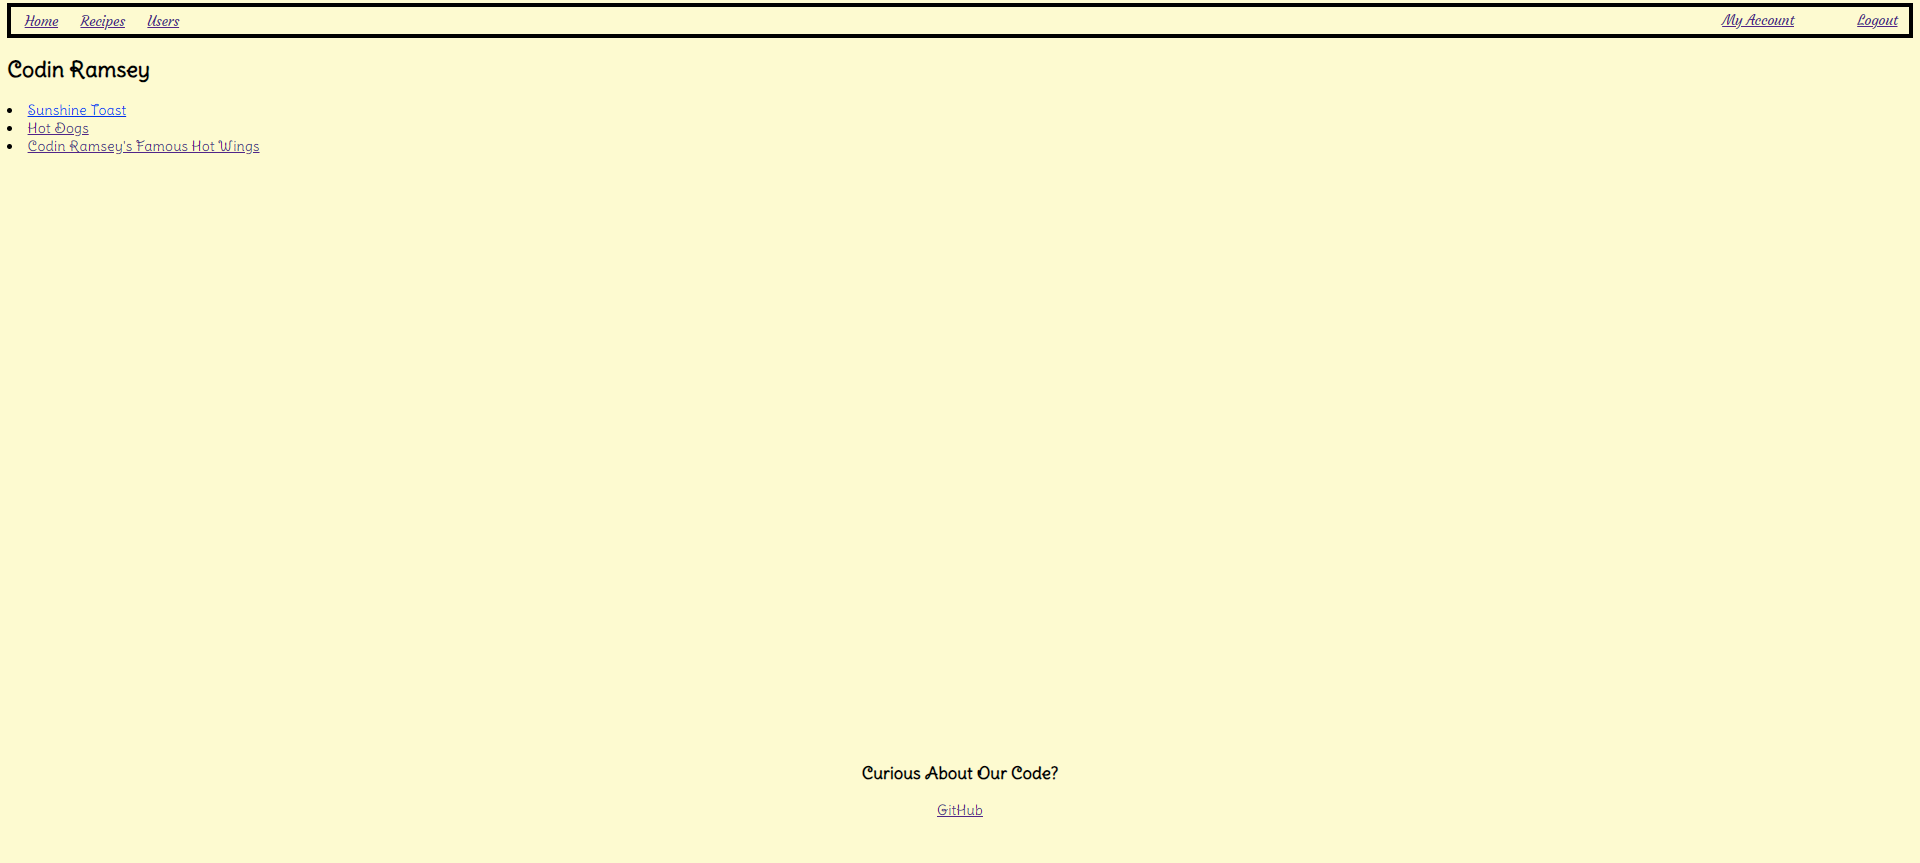 Home Recipes Users My Account Logout
Codin Ramsey
Sunshine Toast
Hot Dogs
Codin Ramsey's Famous Hot Wings
Curious About Our Code?
GitHub